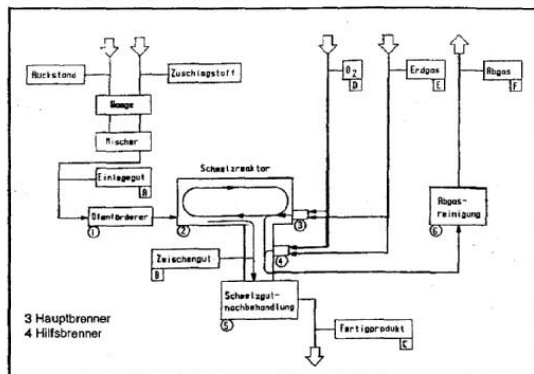 Rückstand
Zuschlagstoff
O2
D
Erdgas
E
Abgas
F
Mischer
Schmelzreaktor
Einlagegut
A
Ofenförderer
1
2
3
Abgas-
reinigung
6
4
Zwischengut
B
Schmelzgut-
nachbehandlung
5
3 Hauptbrenner
4 Hilfsbrenner
Fertigprodukt
C